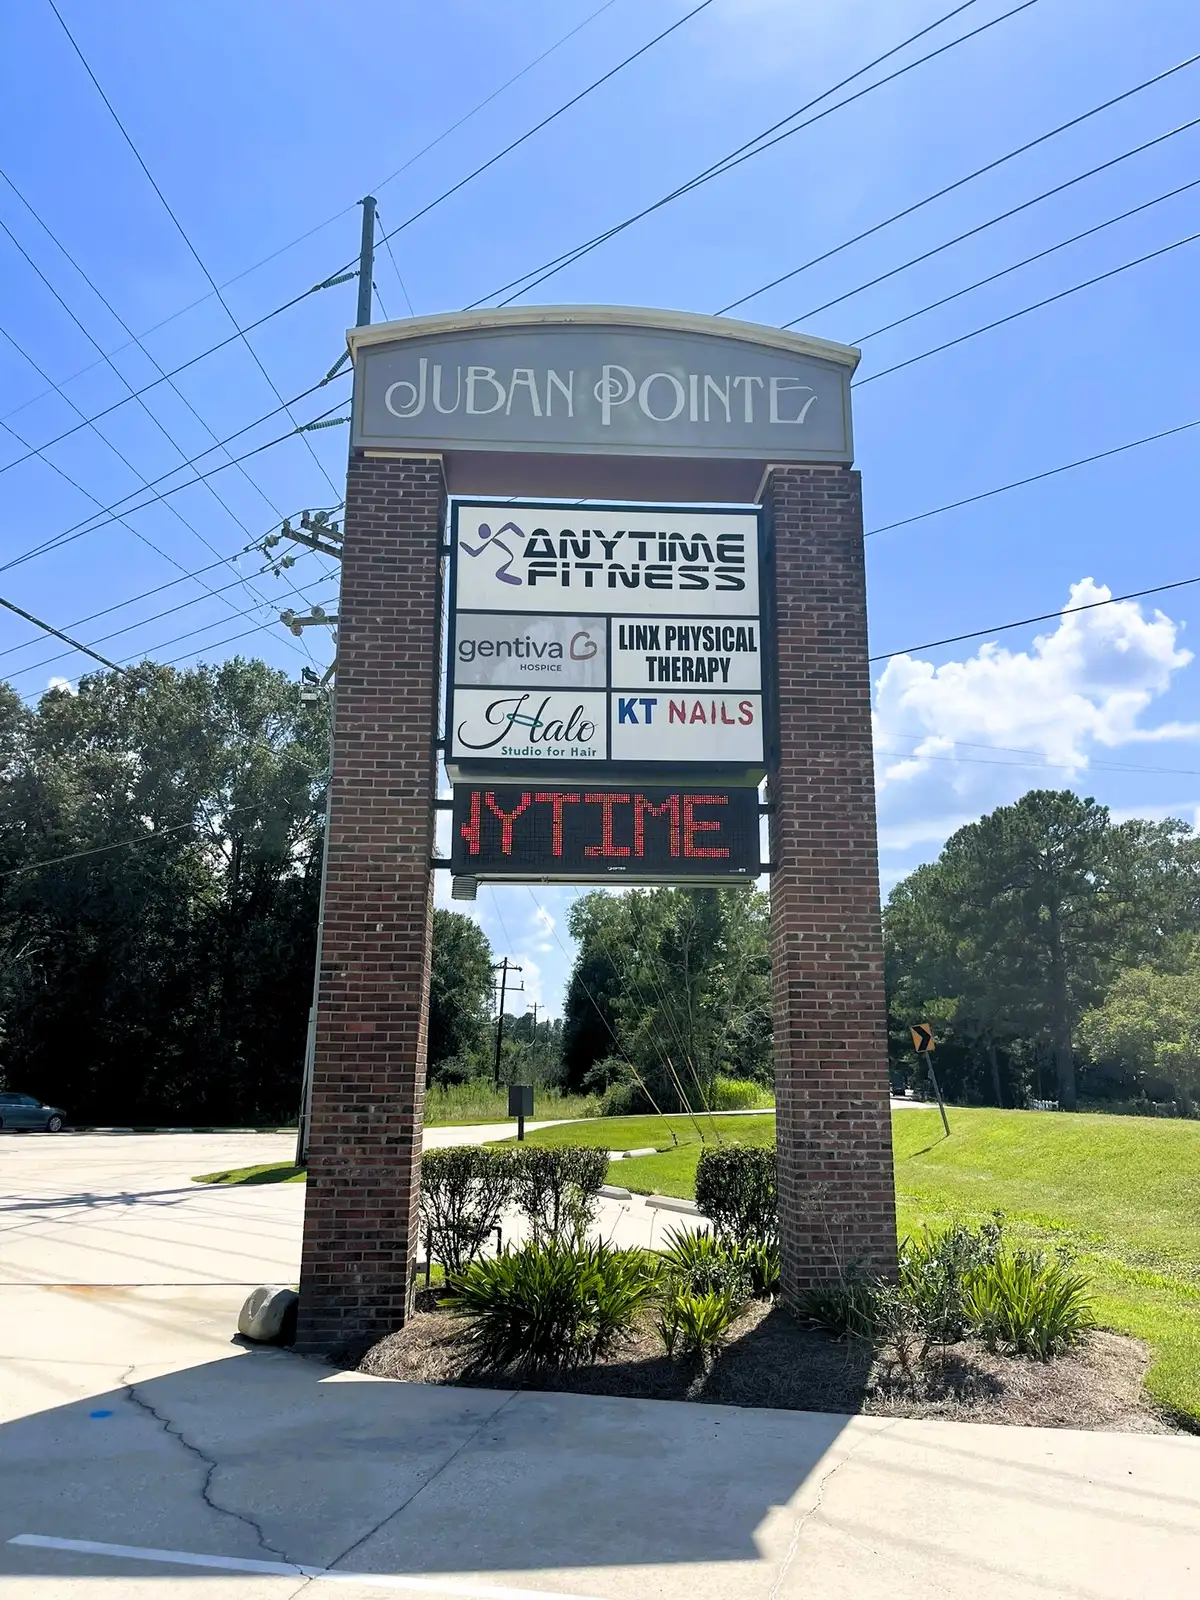 JUBAN POINTE
ANYTIME
FITNESS
gentiva
HOSPICE
LINX PHYSICAL
THERAPY
Halo
Studio for Hair
KT NAILS
YTIME